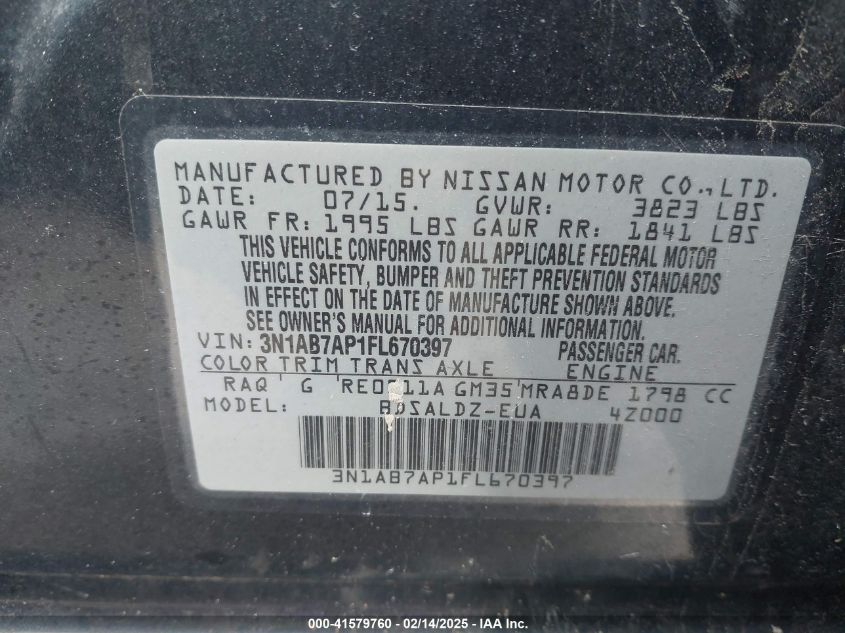 MANUFACTURED BY NISSAN MOTOR CO., LTD.
DATE: 07/15. GVWR: 3823 LBS
GAWR FR: 1995 LBS GAWR RR: 1841 LBS
THIS VEHICLE CONFORMS TO ALL APPLICABLE FEDERAL MOTOR
VEHICLE SAFETY, BUMPER AND THEFT PREVENTION STANDARDS
IN EFFECT ON THE DATE OF MANUFACTURE SHOWN ABOVE.
SEE OWNER'S MANUAL FOR ADDITIONAL INFORMATION
VIN: 3N1AB7AP1FL670397 PASSENGER CAR.
COLOR TRIM TRANS AXLE ENGINE
RAQ G GM35 MRA8DE 1798 CC
MODEL: BDSALDZ-EUA 4Z000
3N1AB7AP1FL670397
000-41579760 - 02/14/2025 - IAA Inc.